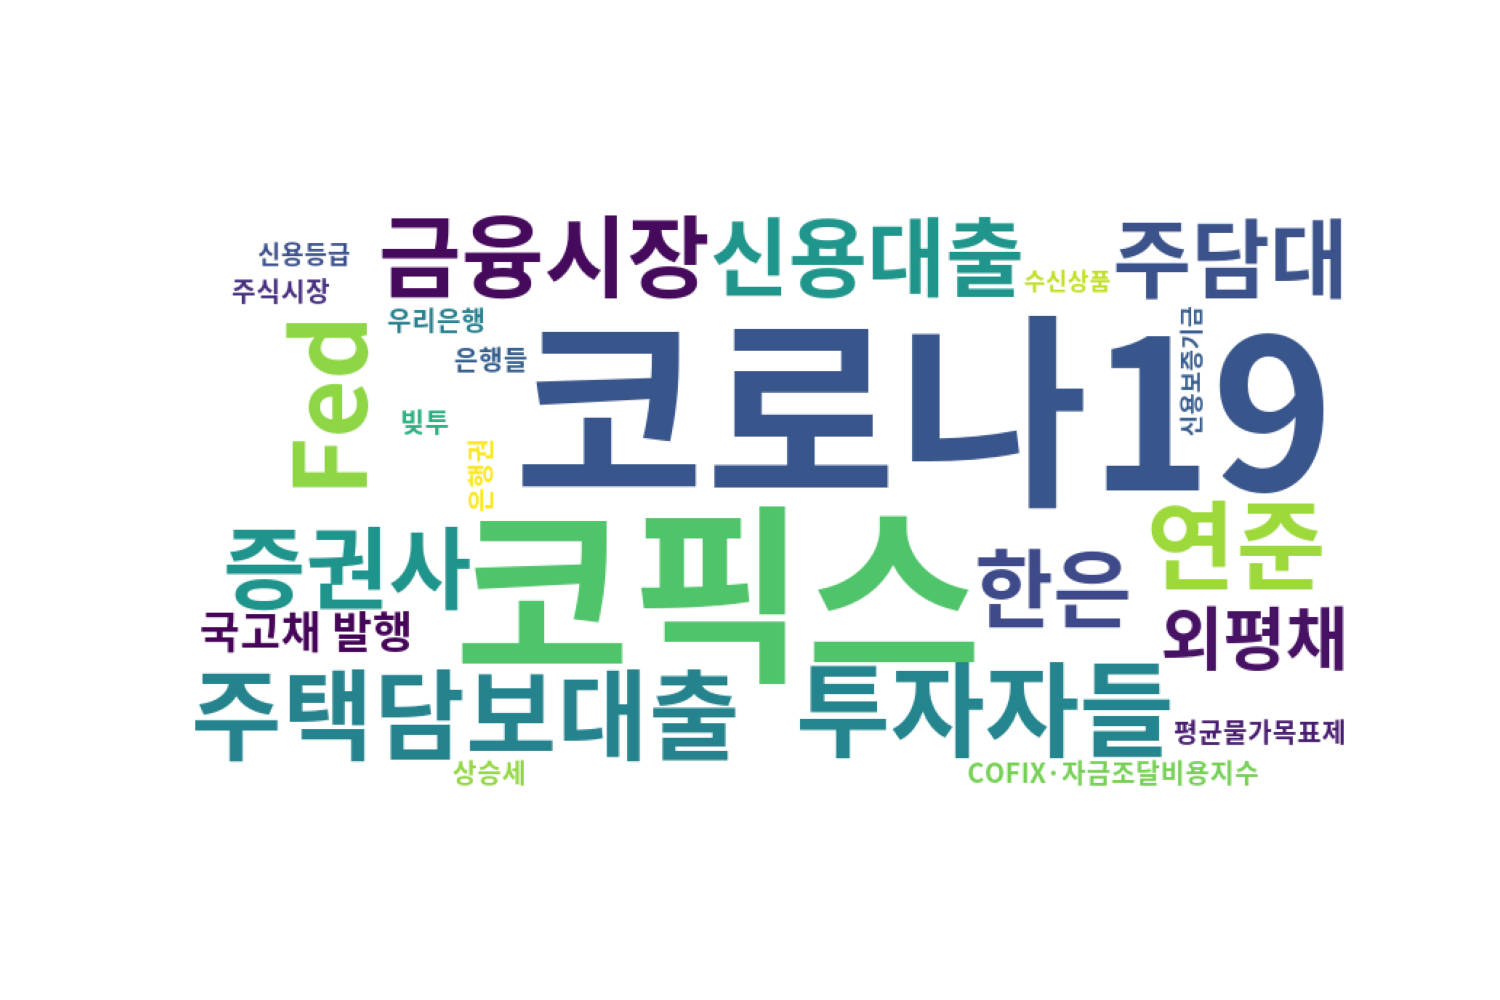 신용등급
금융시장
신용대출
주담대
수신상품
주식시장
우리은행
Fed
은행들
코로나19
신용보증기금
빚투
은행권
증권사
코픽스
한은
연준
국고채 발행
외평채
주택담보대출
투자자들
평균물가목표제
상승세
COFIX·자금조달비용지수